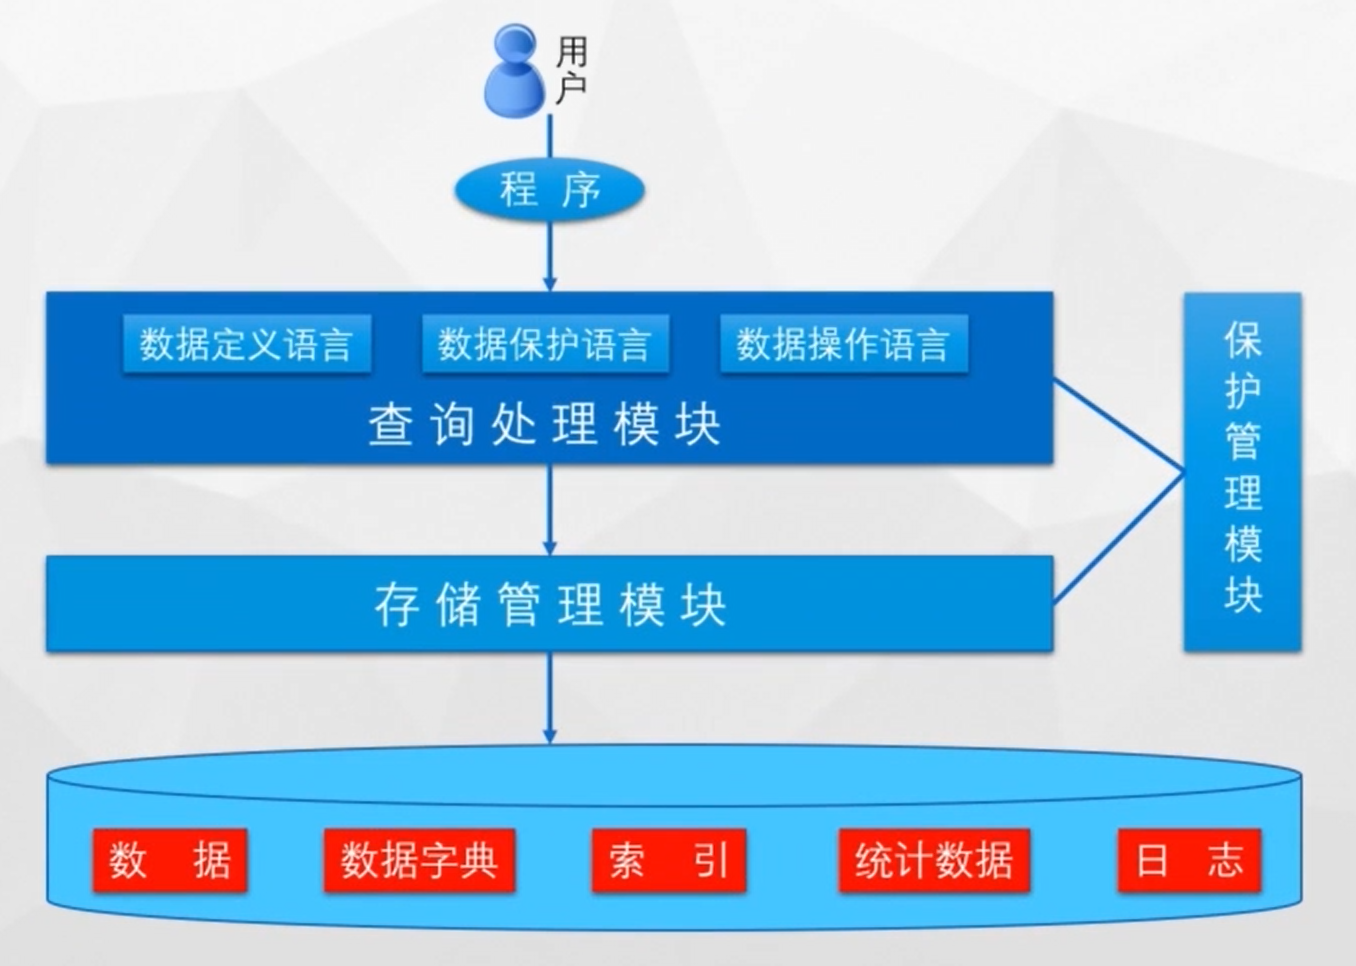 用户
程 序
数据定义语言 数据保护语言 数据操作语言
查询处理模块
保护管理模块
存储管理模块
数 据 数据字典 索 引 统计数据 日 志